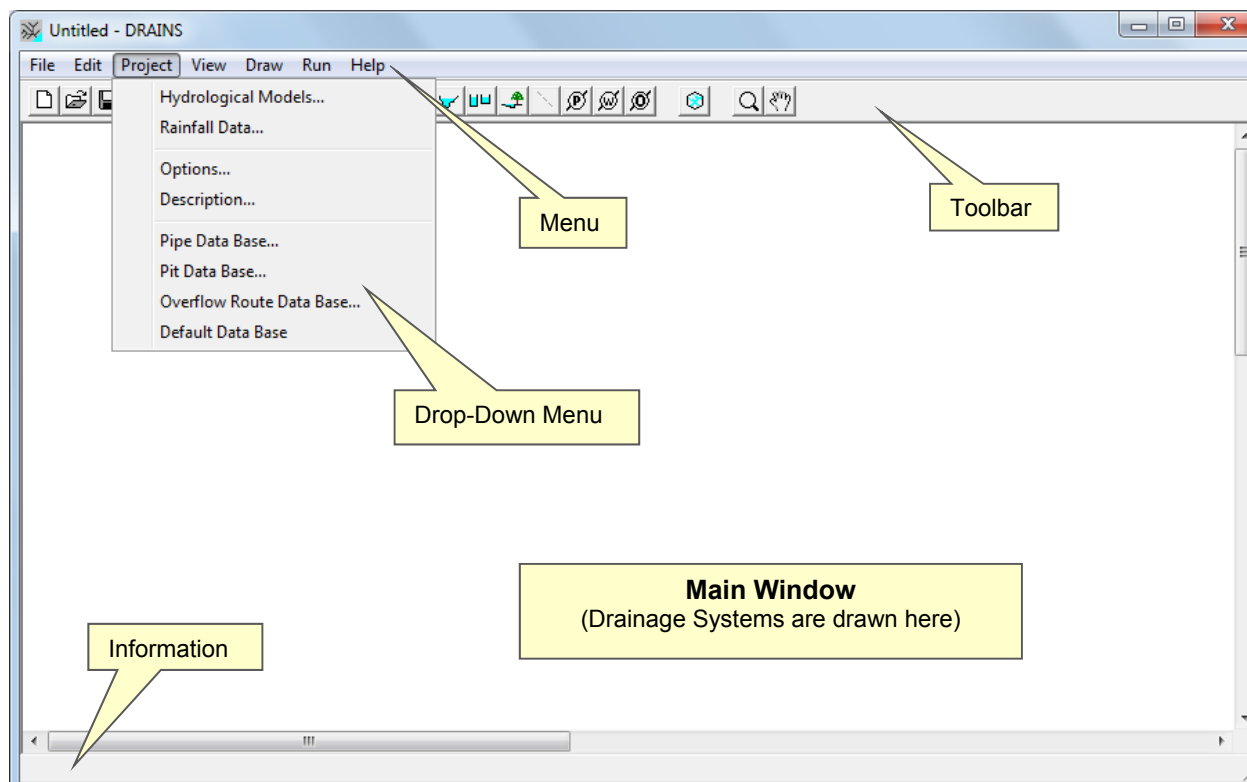 Untitled - DRAINS
File Edit Project View Draw Run Help
Hydrological Models...
Rainfall Data...
Options...
Description...
Pipe Data Base...
Pit Data Base...
Overflow Route Data Base...
Default Data Base
P W O
Menu
Toolbar
Drop-Down Menu
Main Window
(Drainage Systems are drawn here)
Information